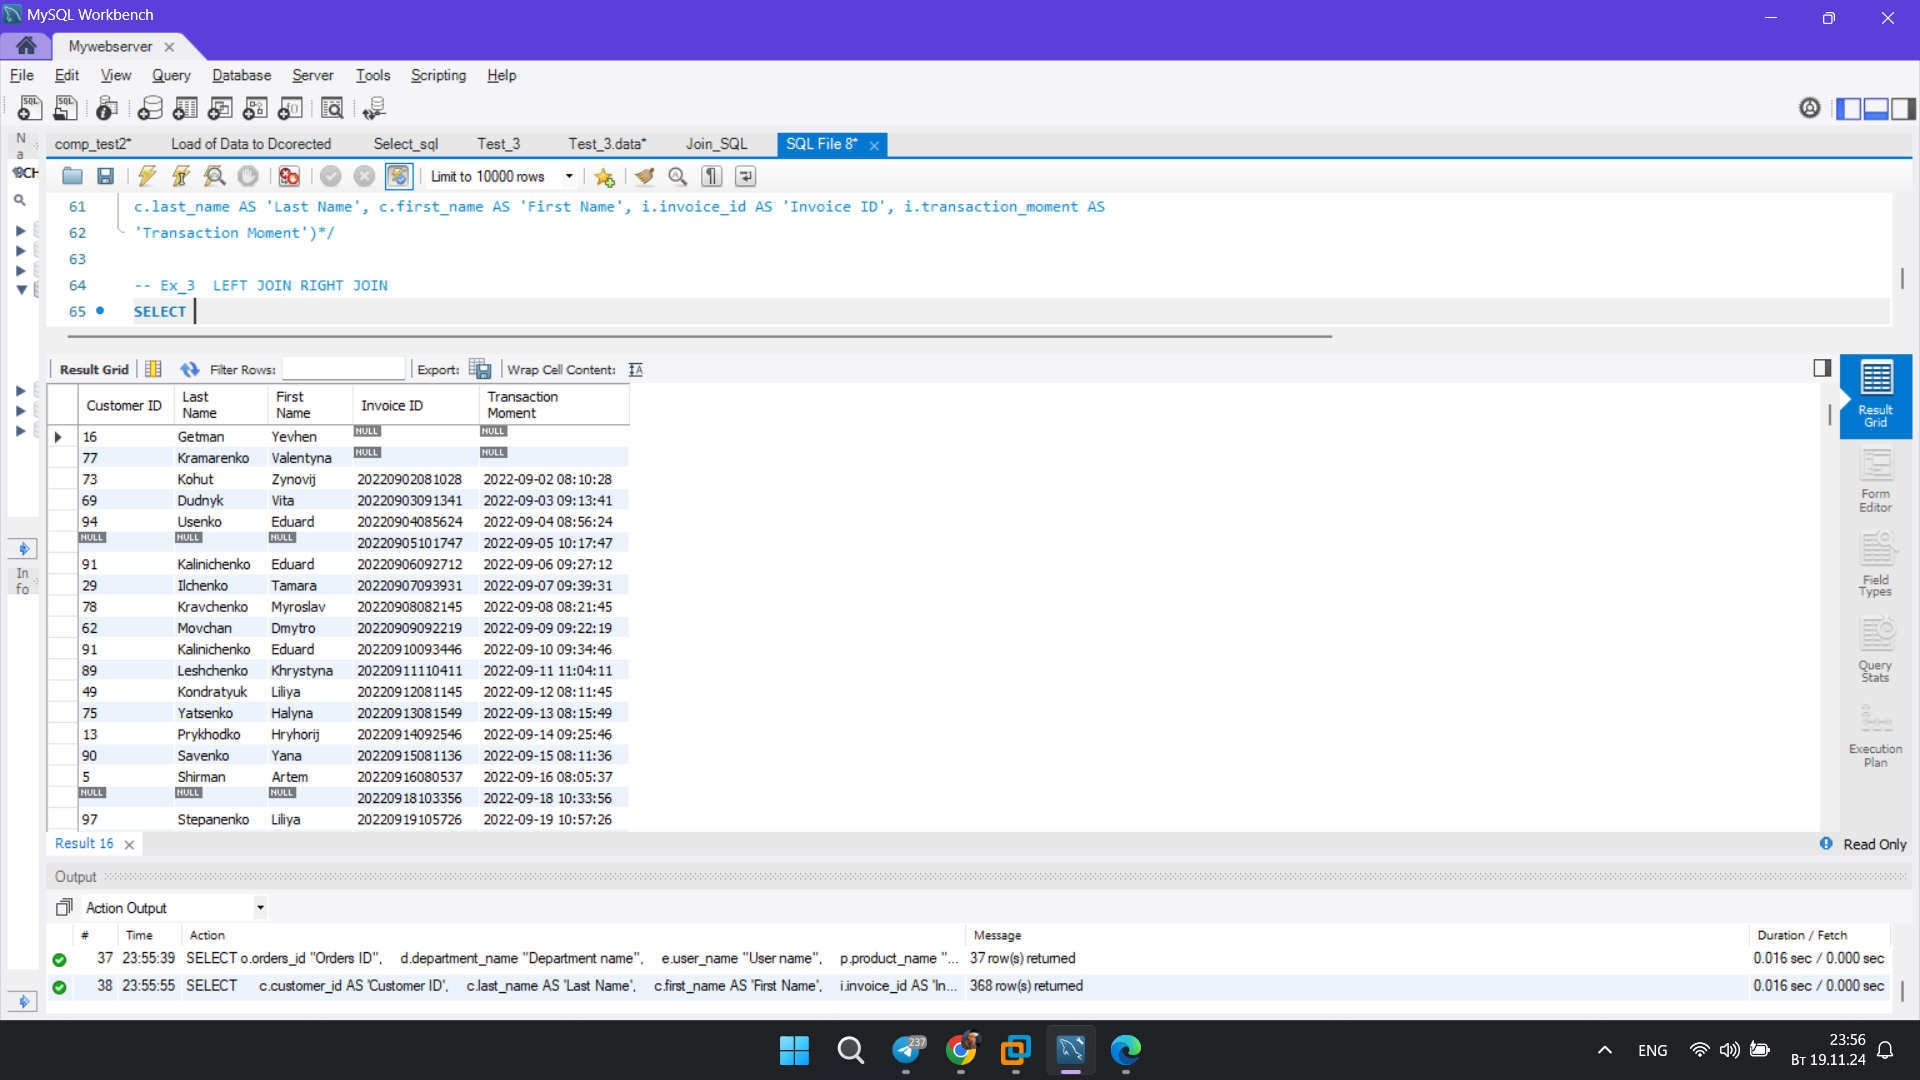 MySQL Workbench
Mywebserver
File Edit View Query Database Server Tools Scripting Help
N
a
comp_test2* Load of Data to Dcorected Select_sql Test_3 Test_3.data* Join_SQL SQL File 8*
Limit to 10000 rows
61 c.last_name AS 'Last Name', c.first_name AS 'First Name', i.invoice_id AS 'Invoice ID', i.transaction_moment AS
62 'Transaction Moment')*/
63
64 -- Ex_3 LEFT JOIN RIGHT JOIN
65 SELECT
Result Grid Filter Rows: Export: Wrap Cell Content:
Customer ID Last Name First Name Invoice ID Transaction Moment
16 Getman Yevhen NULL NULL
77 Kramarenko Valentyna NULL NULL
73 Kohut Zynovij 20220902081028 2022-09-02 08:10:28
69 Dudnyk Vita 20220903091341 2022-09-03 09:13:41
94 Usenko Eduard 20220904085624 2022-09-04 08:56:24
NULL NULL NULL 20220905101747 2022-09-05 10:17:47
91 Kalinichenko Eduard 20220906092712 2022-09-06 09:27:12
29 Ilchenko Tamara 20220907093931 2022-09-07 09:39:31
78 Kravchenko Myroslav 20220908082145 2022-09-08 08:21:45
62 Movchan Dmytro 20220909092219 2022-09-09 09:22:19
91 Kalinichenko Eduard 20220910093446 2022-09-10 09:34:46
89 Leshchenko Khrystyna 20220911110411 2022-09-11 11:04:11
49 Kondratyuk Liliya 20220912081145 2022-09-12 08:11:45
75 Yatsenko Halyna 20220913081549 2022-09-13 08:15:49
13 Prykhodko Hryhorij 20220914092546 2022-09-14 09:25:46
90 Savenko Yana 20220915081136 2022-09-15 08:11:36
5 Shirman Artem 20220916080537 2022-09-16 08:05:37
NULL NULL NULL 20220918103356 2022-09-18 10:33:56
97 Stepanenko Liliya 20220919105726 2022-09-19 10:57:26
Result Grid
Form Editor
Field Types
Query Stats
Execution Plan
In
fo
Result 16 Read Only
Output
Action Output
# Time Action Message Duration / Fetch
37 23:55:39 SELECT o.orders_id "Orders ID", d.department_name "Department name", e.user_name "User name", p.product_name "... 37 row(s) returned 0.016 sec / 0.000 sec
38 23:55:55 SELECT c.customer_id AS 'Customer ID', c.last_name AS 'Last Name', c.first_name AS 'First Name', i.invoice_id AS 'In... 368 row(s) returned 0.016 sec / 0.000 sec
237
ENG
23:56
Вт 19.11.24